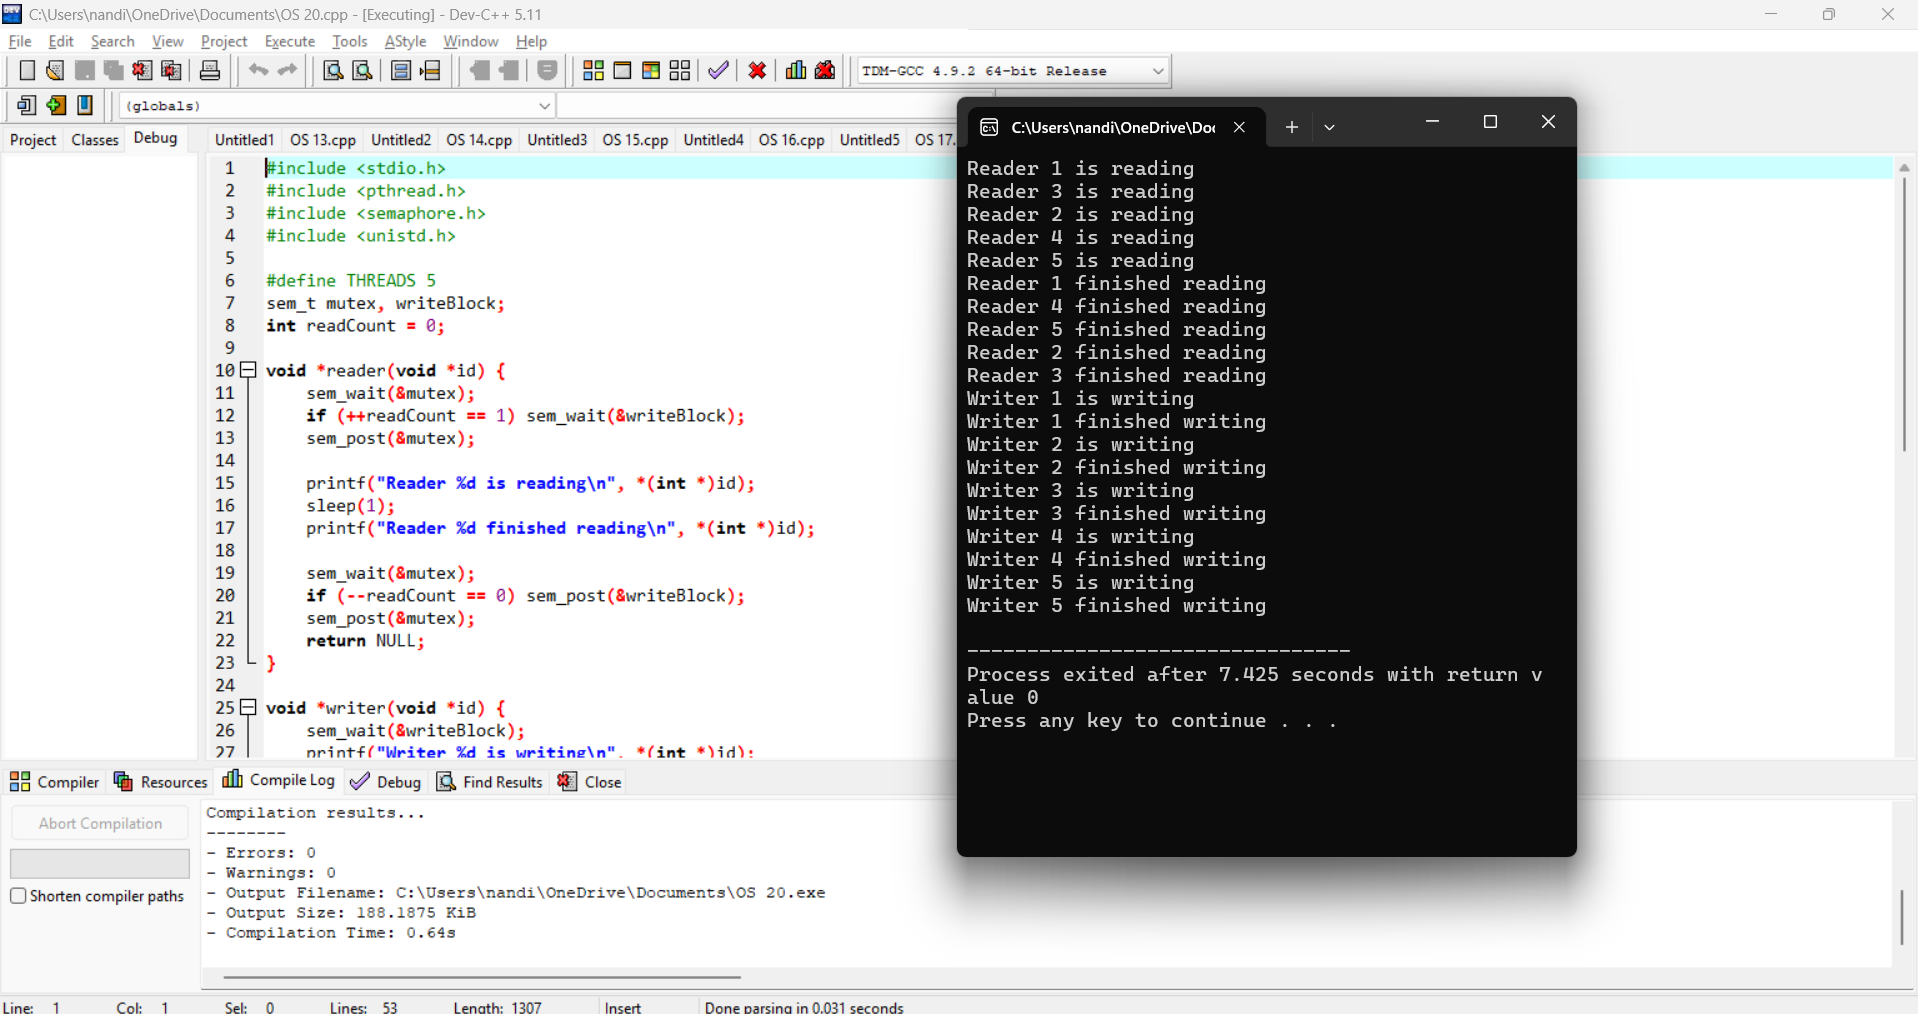 C:\Users\nandi\OneDrive\Documents\OS 20.cpp - [Executing] - Dev-C++ 5.11
File Edit Search View Project Execute Tools AStyle Window Help
TDM-GCC 4.9.2 64-bit Release
(globals)
Project Classes Debug
Untitled1 OS 13.cpp Untitled2 OS 14.cpp Untitled3 OS 15.cpp Untitled4 OS 16.cpp Untitled5 OS 17.
1 #include <stdio.h>
2 #include <pthread.h>
3 #include <semaphore.h>
4 #include <unistd.h>
5
6 #define THREADS 5
7 sem_t mutex, writeBlock;
8 int readCount = 0;
9
10 void *reader(void *id) {
11 sem_wait(&mutex);
12 if (++readCount == 1) sem_wait(&writeBlock);
13 sem_post(&mutex);
14
15 printf("Reader %d is reading\n", *(int *)id);
16 sleep(1);
17 printf("Reader %d finished reading\n", *(int *)id);
18
19 sem_wait(&mutex);
20 if (--readCount == 0) sem_post(&writeBlock);
21 sem_post(&mutex);
22 return NULL;
23 }
24
25 void *writer(void *id) {
26 sem_wait(&writeBlock);
27 printf("Writer %d is writing\n", *(int *)id);
C:\Users\nandi\OneDrive\Doc
Reader 1 is reading
Reader 3 is reading
Reader 2 is reading
Reader 4 is reading
Reader 5 is reading
Reader 1 finished reading
Reader 4 finished reading
Reader 5 finished reading
Reader 2 finished reading
Reader 3 finished reading
Writer 1 is writing
Writer 1 finished writing
Writer 2 is writing
Writer 2 finished writing
Writer 3 is writing
Writer 3 finished writing
Writer 4 is writing
Writer 4 finished writing
Writer 5 is writing
Writer 5 finished writing
--------------------------------
Process exited after 7.425 seconds with return v
alue 0
Press any key to continue . . .
Compiler Resources Compile Log Debug Find Results Close
Abort Compilation
Shorten compiler paths
Compilation results...
--------
- Errors: 0
- Warnings: 0
- Output Filename: C:\Users\nandi\OneDrive\Documents\OS 20.exe
- Output Size: 188.1875 KiB
- Compilation Time: 0.64s
Line: 1 Col: 1 Sel: 0 Lines: 53 Length: 1307 Insert Done parsing in 0.031 seconds